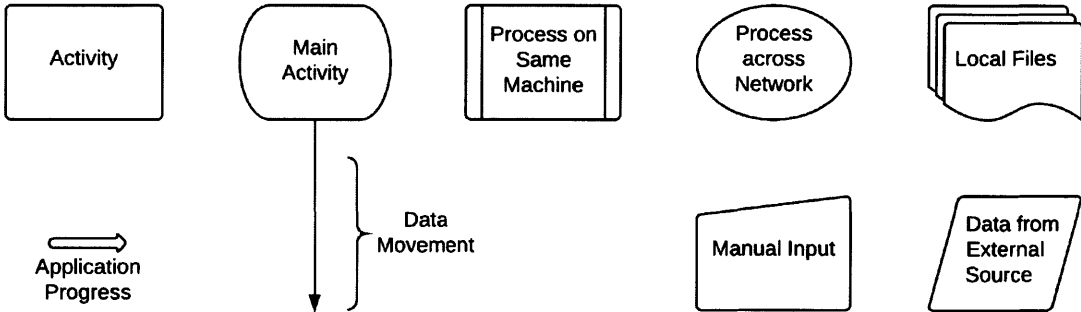 Activity
Main
Activity
Process on
Same
Machine
Process
across
Network
Local Files
Application
Progress
Data
Movement
Manual Input
Data from
External
Source